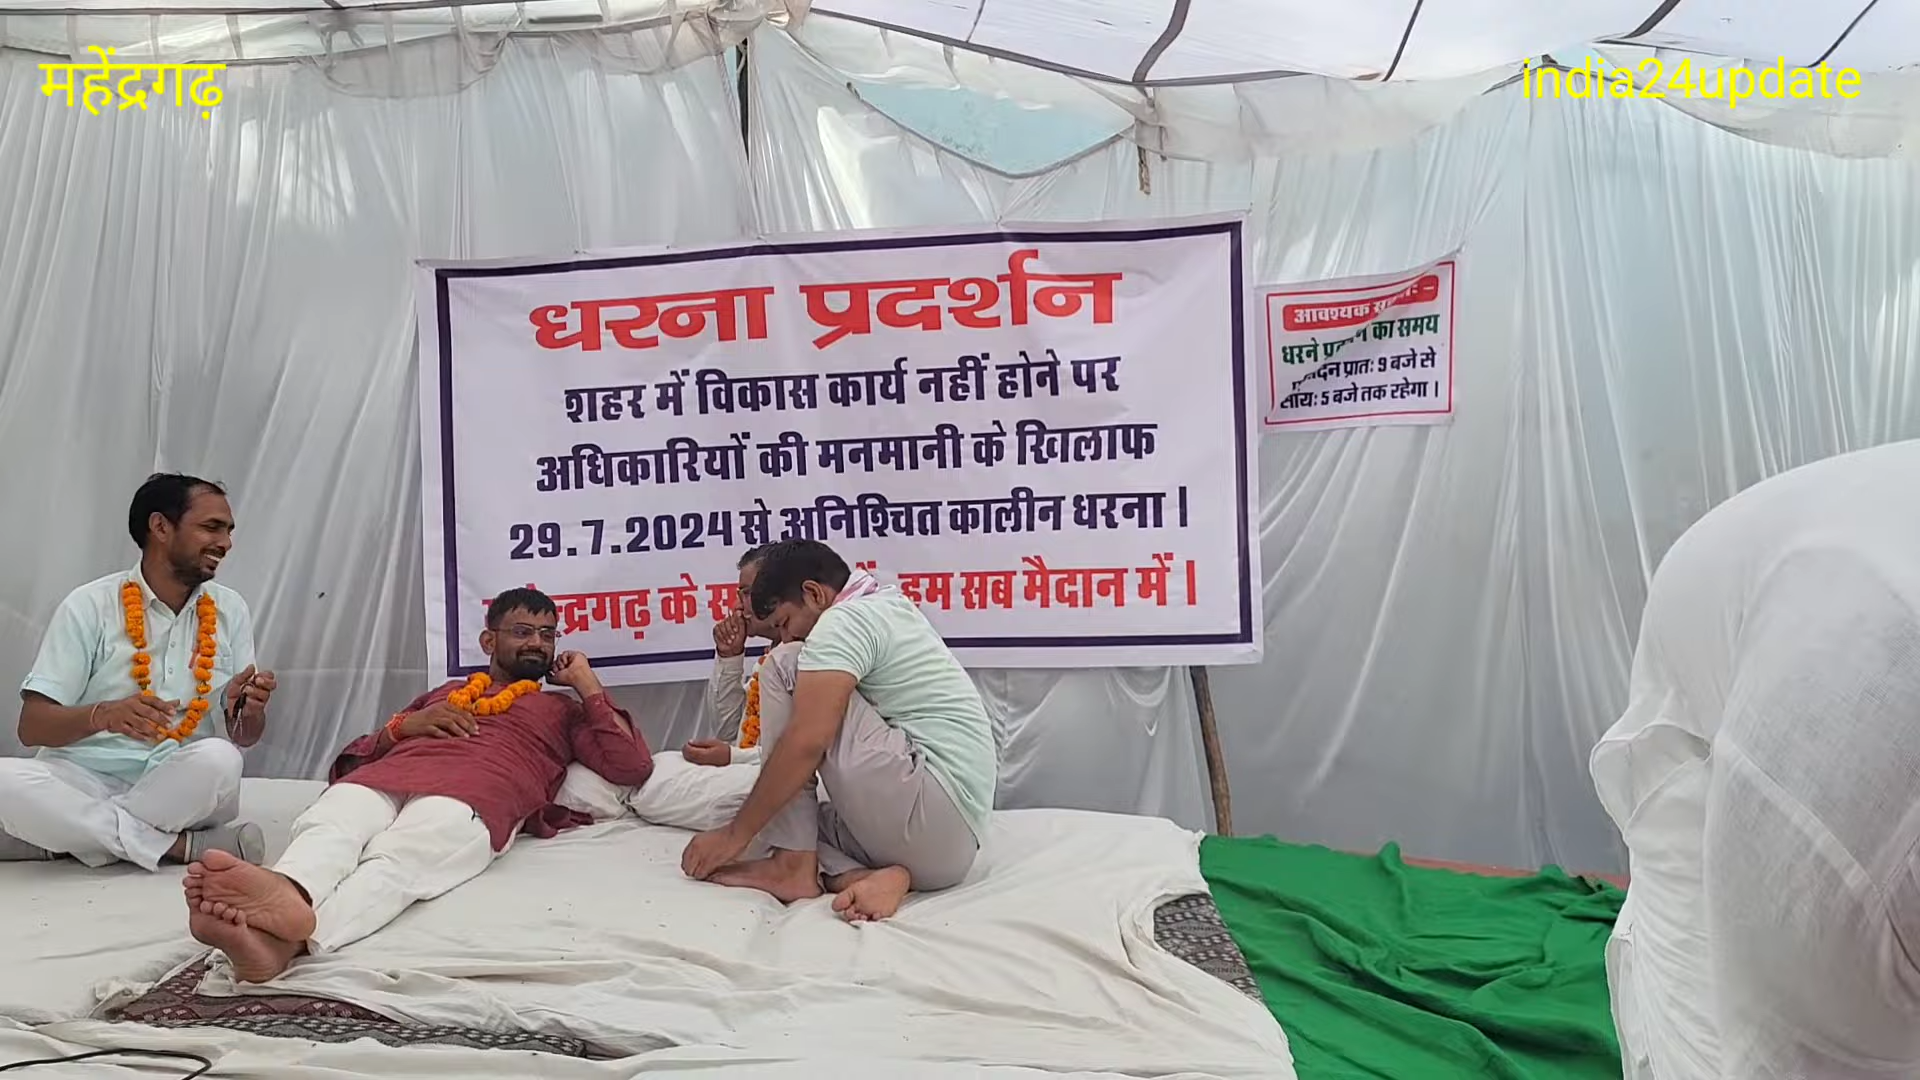 महेंद्रगढ़
india24update
धरना प्रदर्शन
शहर में विकास कार्य नहीं होने पर
अधिकारियों की मनमानी के खिलाफ
29.7.2024 से अनिश्चित कालीन धरना।
के हम सब मैदान में।
आवश्यक
धरने का समय
प्रातः 9 बजे से
सायः 5 बजे तक रहेगा।